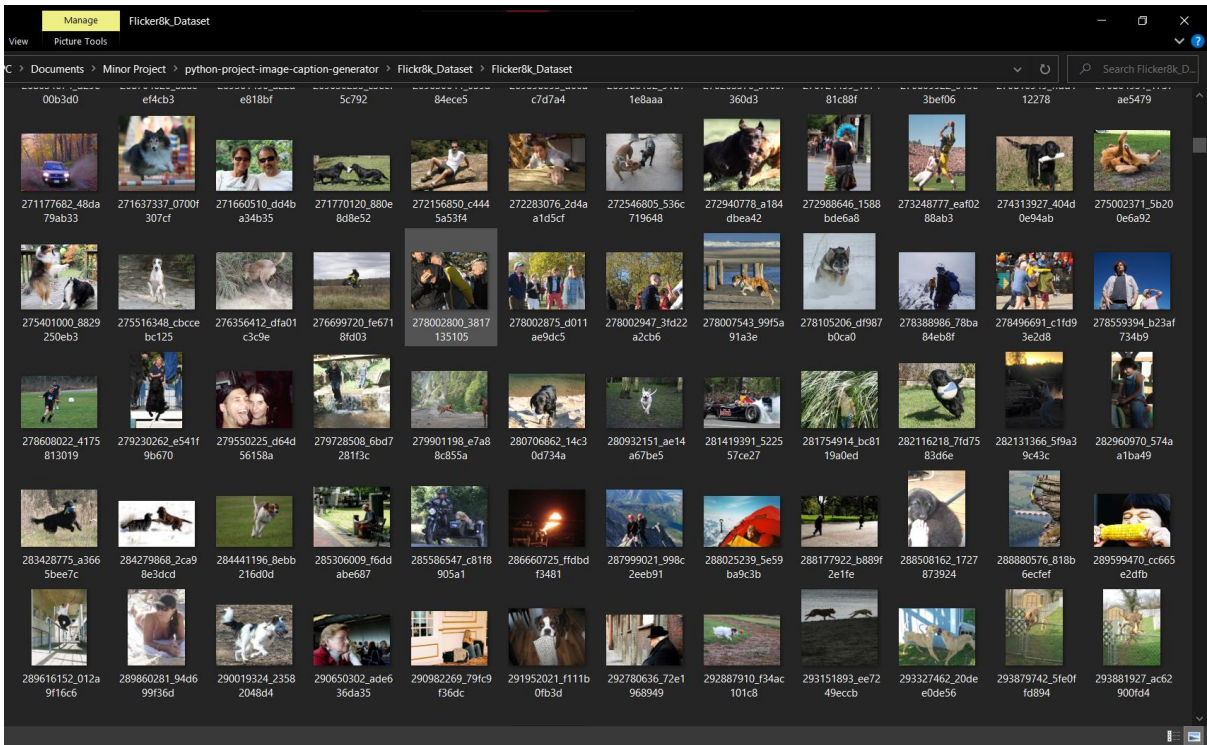 Manage
Flicker8k_Dataset
View
Picture Tools
Documents > Minor Project > python-project-image-caption-generator > Flickr8k_Dataset > Flicker8k_Dataset
Search Flicker8k_D...
00b3d0
ef4cb3
e818bf
5c792
84ece5
c7d7a4
1e8aaa
360d3
81c88f
3bef06
12278
ae5479
271177682_48da
79ab33
271637337_0700f
307cf
271660510_dd4b
a34b35
271770120_880e
8d8e52
272156850_c444
5a53f4
272283076_2d4a
a1d5cf
272546805_536c
719648
272940778_a184
dbea42
272988646_1588
bde6a8
273248777_eaf02
88ab3
274313927_404d
0e94ab
275002371_5b20
0e6a92
275401000_8829
250eb3
275516348_cbcce
bc125
276356412_dfa01
c3c9e
276699720_fe671
8fd03
278002800_3817
135105
278002875_d011
ae9dc5
278002947_3fd22
a2cb6
278007543_99f5a
91a3e
278105206_df987
b0ca0
278388986_78ba
84eb8f
278496691_c1fd9
3e2d8
278559394_b23af
734b9
278608022_4175
813019
279230262_e541f
9b670
279550225_d64d
56158a
279728508_6bd7
281f3c
279901198_e7a8
8c855a
280706862_14c3
0d734a
280932151_ae14
a67be5
281419391_5225
57ce27
281754914_bc81
19a0ed
282116218_7fd75
83d6e
282131366_5f9a3
9c43c
282960970_574a
a1ba49
283428775_a366
5bee7c
284279868_2ca9
8e3dcd
284441196_8ebb
216d0d
285306009_f6dd
abe687
285586547_c81f8
905a1
286660725_ffdbd
f3481
287999021_998c
2eeb91
288025239_5e59
ba9c3b
288177922_b889f
2e1fe
288508162_1727
873924
288880576_818b
6ecfef
289599470_cc665
e2dfb
289616152_012a
9f16c6
289860281_94d6
99f36d
290019324_2358
2048d4
290650302_ade6
36da35
290982269_79fc9
f36dc
291952021_f111b
0fb3d
292780636_72e1
968949
292887910_f34ac
101c8
293151893_ee72
49eccb
293327462_20de
e0de56
293879742_5fe0f
fd894
293881927_ac62
900fd4